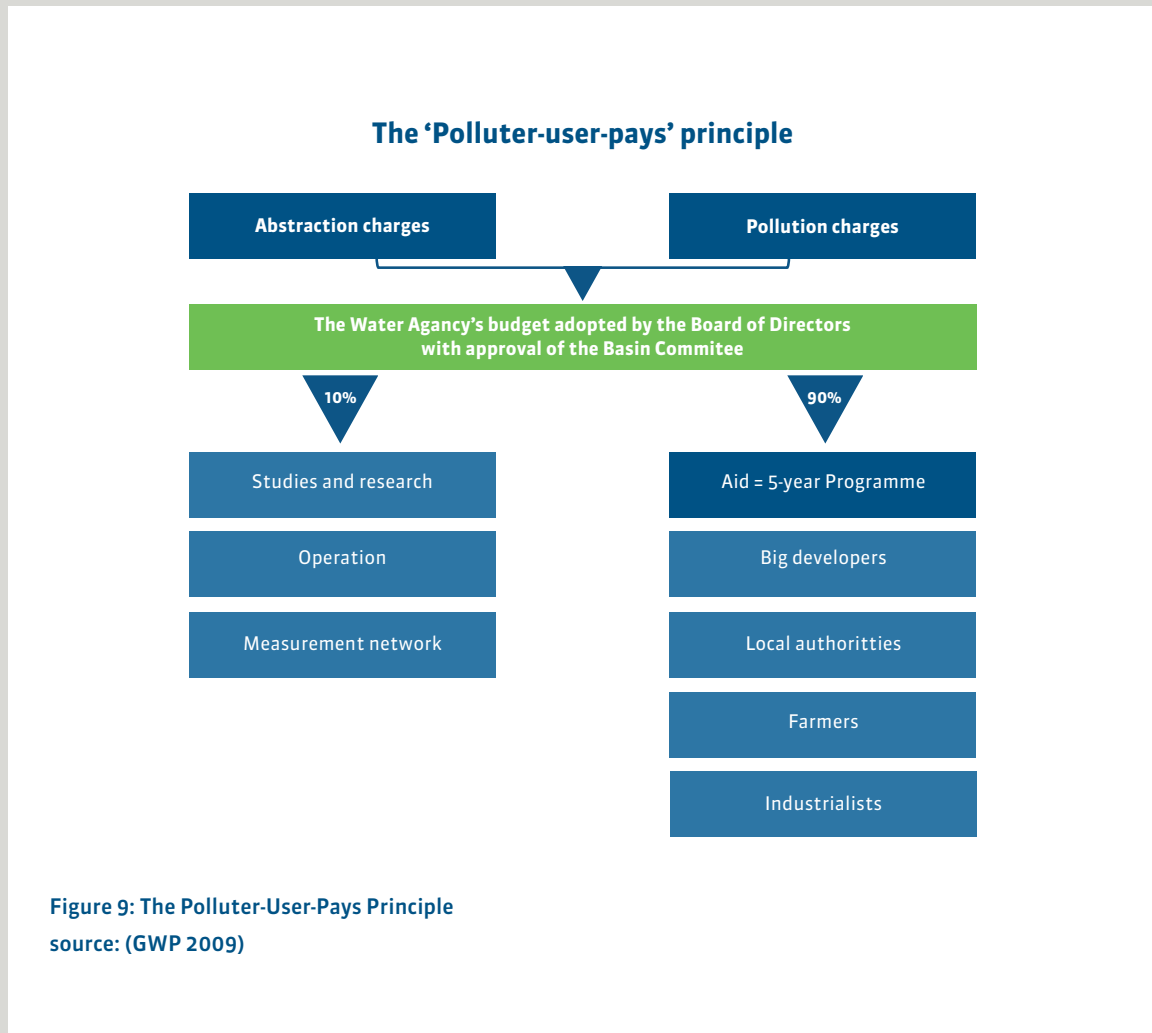 The ‘Polluter-user-pays’ principle
Abstraction charges
Pollution charges
The Water Agancy’s budget adopted by the Board of Directors
with approval of the Basin Commitee
10%
90%
Studies and research
Aid = 5-year Programme
Operation
Big developers
Measurement network
Local authoritties
Farmers
Industrialists
Figure 9: The Polluter-User-Pays Principle
source: (GWP 2009)